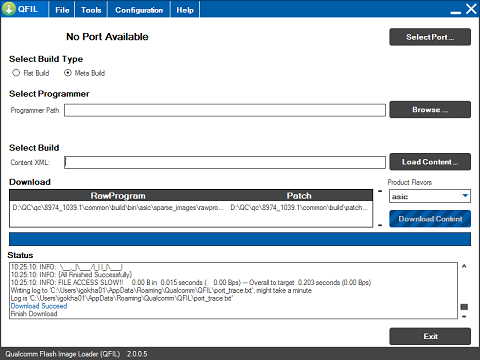 QFIL File Tools Configuration Help
No Port Available
Select Port ...
Select Build Type
Flat Build Meta Build
Select Programmer
Programmer Path Browse ...
Select Build
Content XML: Load Content ...
Download Product Flavors
RawProgram Patch asic
D:\QC\qc\8974_1039.1\common\build\bin\asic\sparse_images\rawpro... D:\QC\qc\8974_1039.1\common\build\patch...
Download Content
Status
10:25:10: INFO: \___,_|\___/|_| |_|\___|
10:25:10: INFO: {All Finished Successfully}
10:25:10: INFO: FILE ACCESS SLOW!! 0.00 B in 0.015 seconds ( 0.00 Bps) --- Overall to target 0.203 seconds (0.00 Bps)
Writing log to 'C:\Users\igokha01\AppData\Roaming\Qualcomm\QFIL\port_trace.txt', might take a minute
Log is 'C:\Users\igokha01\AppData\Roaming\Qualcomm\QFIL\port_trace.txt'
Download Succeed
Finish Download
Exit
Qualcomm Flash Image Loader (QFIL) 2.0.0.5